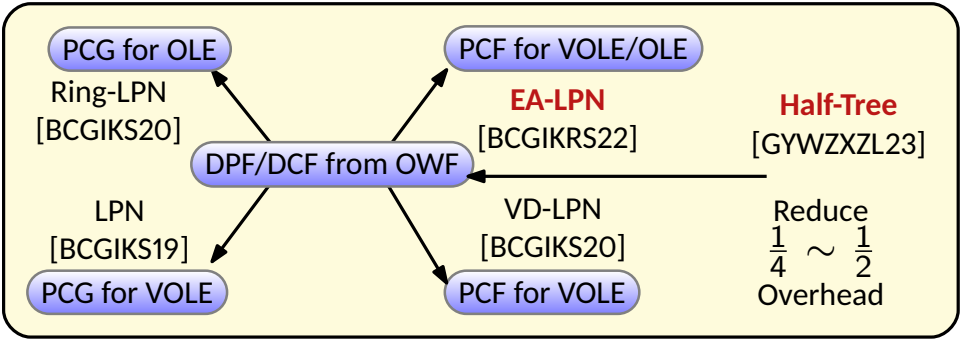 PCG for OLE
Ring-LPN
[BCGIKS20]
PCF for VOLE/OLE
EA-LPN
[BCGIKRS22]
Half-Tree
[GYWZXZL23]
DPF/DCF from OWF
LPN
[BCGIKS19]
PCG for VOLE
VD-LPN
[BCGIKS20]
PCF for VOLE
Reduce
1/4 ∼ 1/2
Overhead